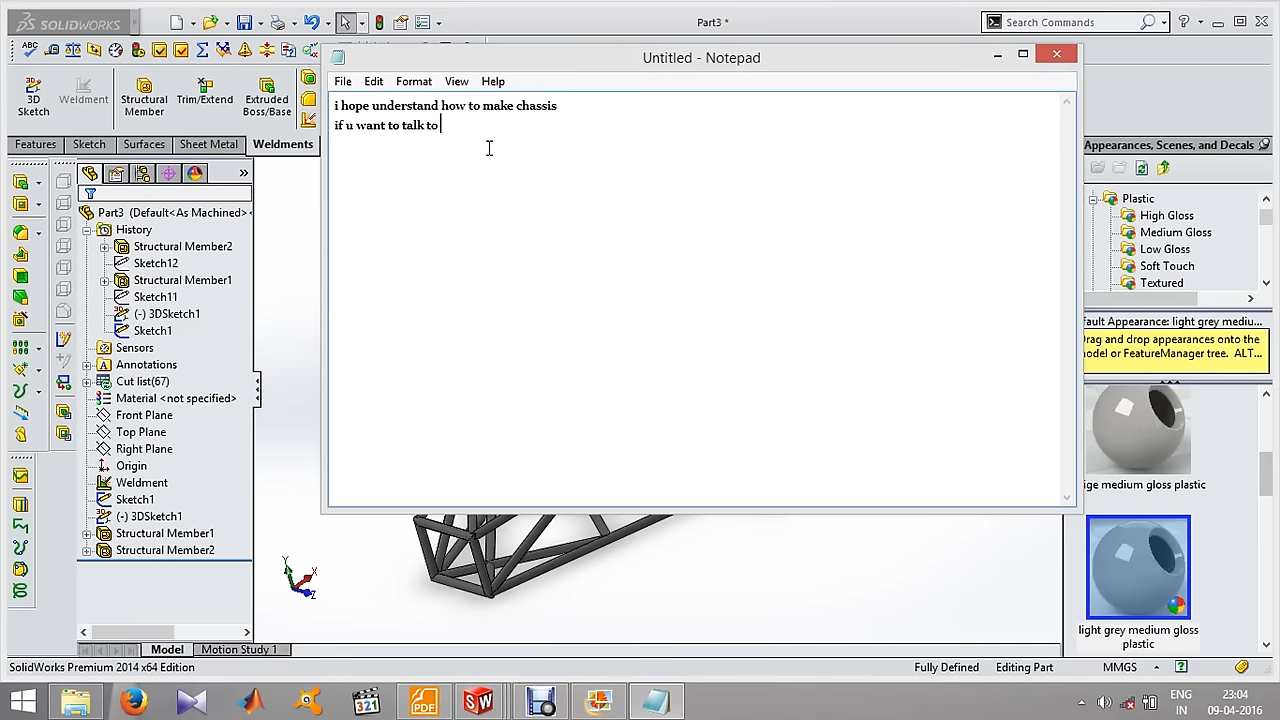 SOLIDWORKS
Part3 *
Search Commands
Untitled - Notepad
File Edit Format View Help
i hope understand how to make chassis
if u want to talk to
3D Sketch
Weldment
Structural Member
Trim/Extend
Extruded Boss/Base
Features Sketch Surfaces Sheet Metal Weldments
Part3 (Default<As Machined>
History
Structural Member2
Sketch12
Structural Member1
Sketch11
(-) 3DSketch1
Sketch1
Sensors
Annotations
Cut list(67)
Material <not specified>
Front Plane
Top Plane
Right Plane
Origin
Weldment
Sketch1
(-) 3DSketch1
Structural Member1
Structural Member2
Y
X
Z
Appearances, Scenes, and Decals
Plastic
High Gloss
Medium Gloss
Low Gloss
Soft Touch
Textured
fault Appearance: light grey mediu...
Drag and drop appearances onto the
model or FeatureManager tree. ALT...
ige medium gloss plastic
light grey medium gloss
plastic
Model Motion Study 1
SolidWorks Premium 2014 x64 Edition
Fully Defined Editing Part MMGS
321
PDF
SW
ENG
IN
23:04
09-04-2016